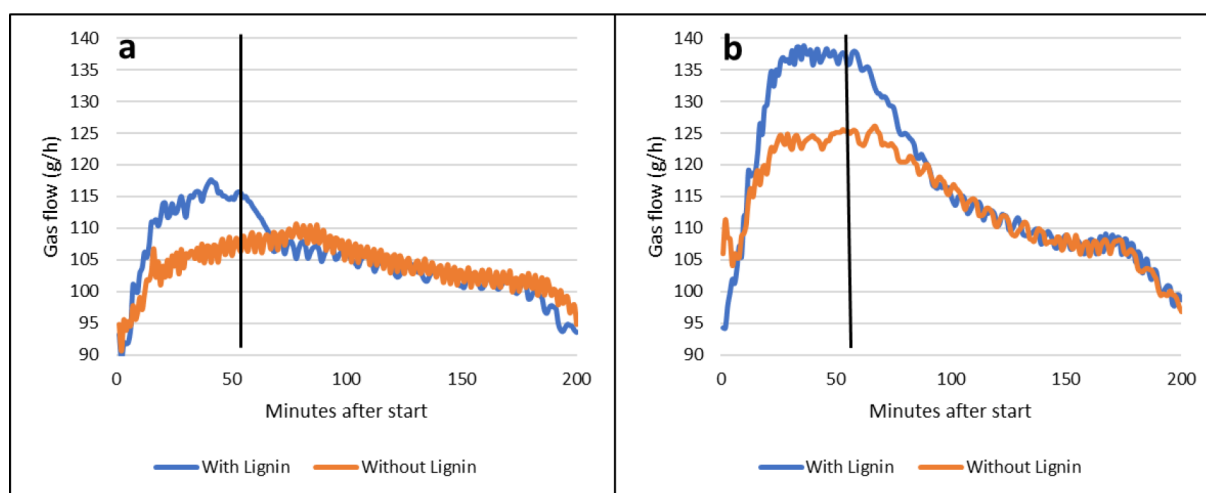 a
140
135
130
125
120
115
110
105
100
95
90
Gas flow (g/h)
0 50 100 150 200
Minutes after start
With Lignin Without Lignin
b
140
135
130
125
120
115
110
105
100
95
90
Gas flow (g/h)
0 50 100 150 200
Minutes after start
With Lignin Without Lignin